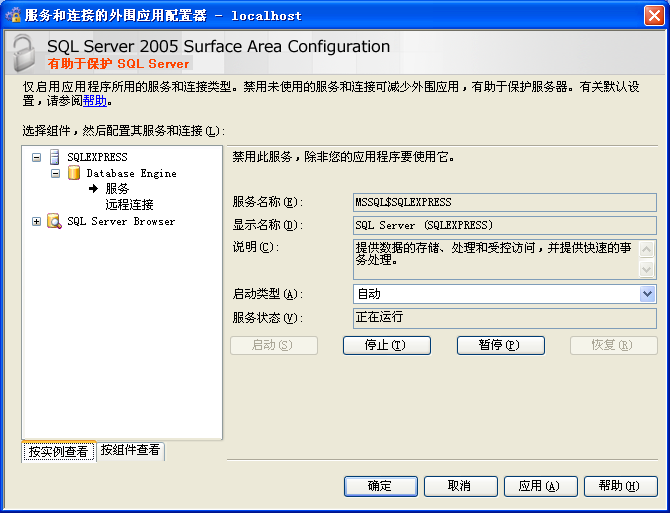 服务和连接的外围应用配置器 - localhost
SQL Server 2005 Surface Area Configuration
有助于保护 SQL Server
仅启用应用程序所用的服务和连接类型。禁用未使用的服务和连接可减少外围应用，有助于保护服务器。有关默认设
置，请参阅帮助。
选择组件，然后配置其服务和连接(L):
SQLEXPRESS
Database Engine
服务
远程连接
SQL Server Browser
按实例查看
按组件查看
禁用此服务，除非您的应用程序要使用它。
服务名称(E): MSSQL$SQLEXPRESS
显示名称(D): SQL Server (SQLEXPRESS)
说明(C): 提供数据的存储、处理和受控访问，并提供快速的事
务处理。
启动类型(A): 自动
服务状态(V): 正在运行
启动(S) 停止(T) 暂停(P) 恢复(R)
确定 取消 应用(A) 帮助(H)